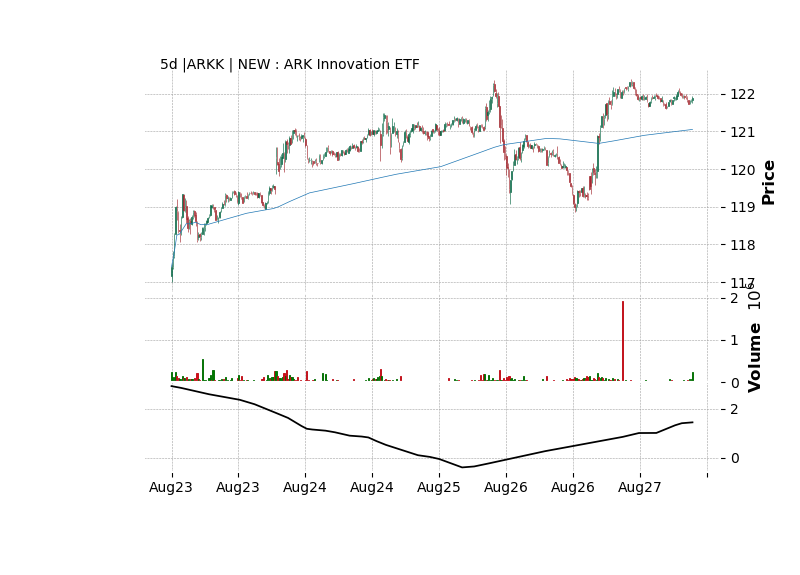 5d |ARKK | NEW : ARK Innovation ETF
122
121
120
119
118
117
Price
2
1
0
Volume 10^6
2
0
Aug23 Aug23 Aug24 Aug24 Aug25 Aug26 Aug26 Aug27